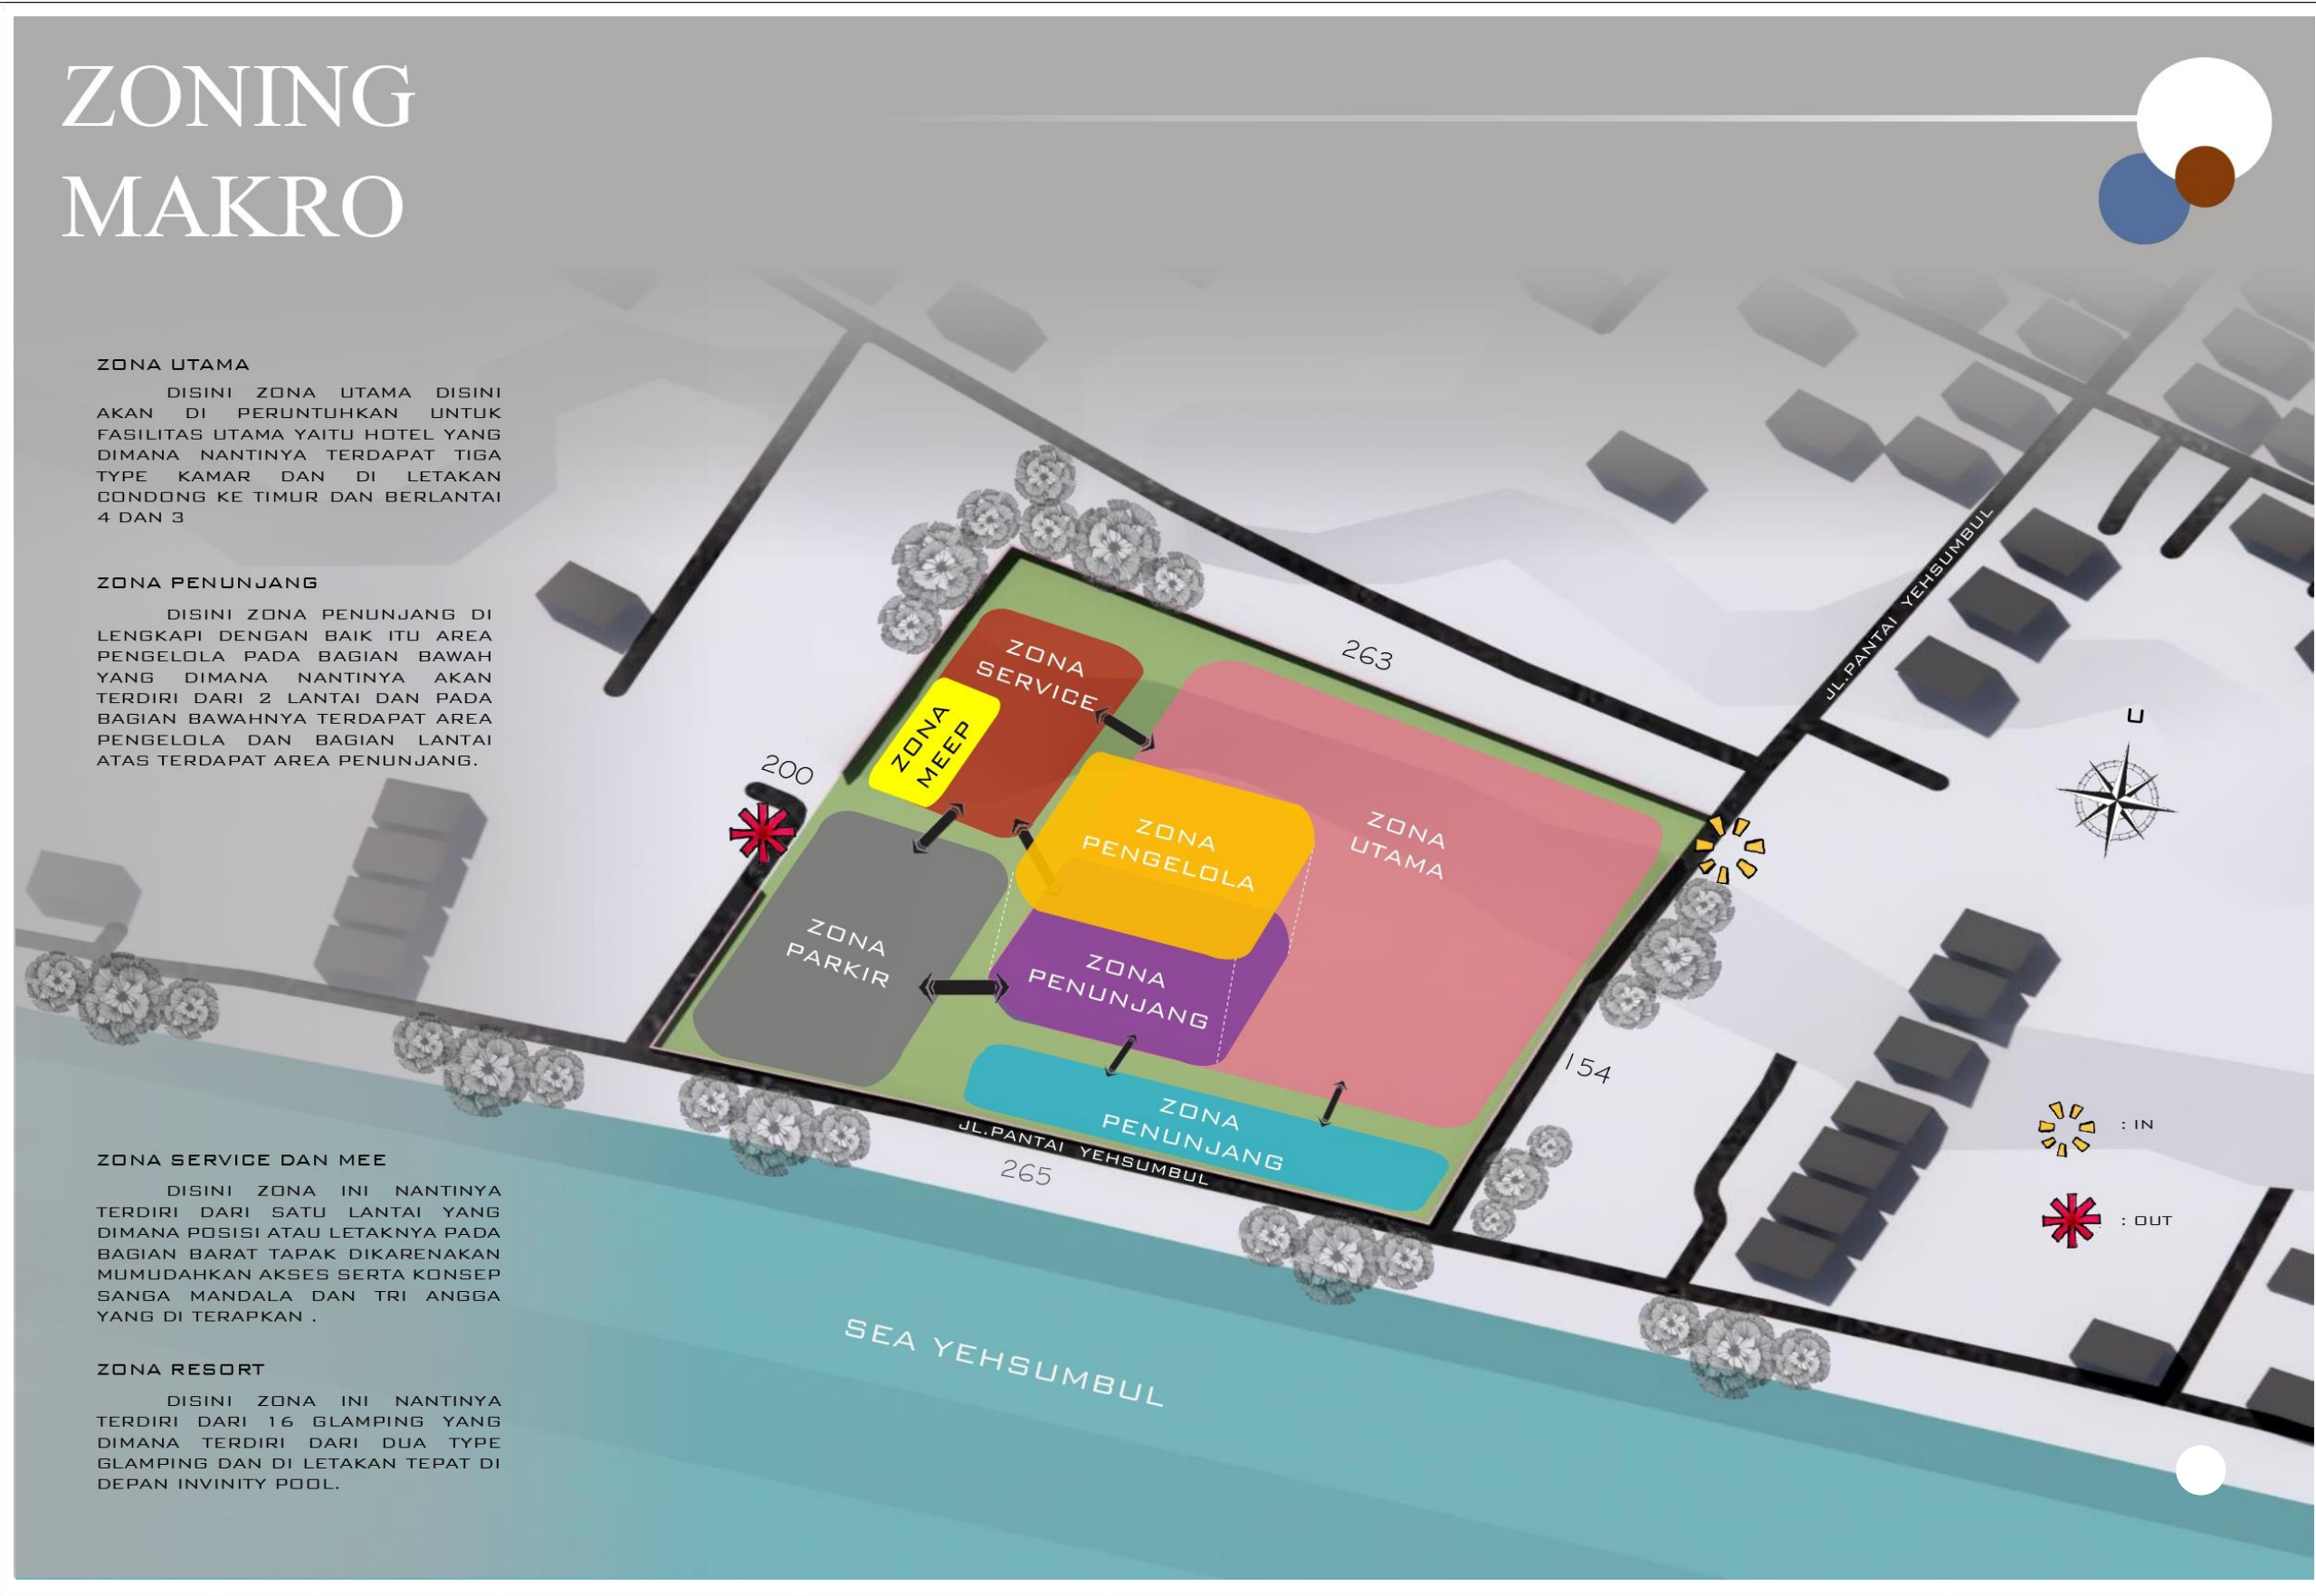 ZONING
MAKRO
ZONA UTAMA
DISINI ZONA UTAMA DISINI
AKAN DI PERUNTUHKAN UNTUK
FASILITAS UTAMA YAITU HOTEL YANG
DIMANA NANTINYA TERDAPAT TIGA
TYPE KAMAR DAN DI LETAKAN
CONDONG KE TIMUR DAN BERLANTAI
4 DAN 3
ZONA PENUNJANG
DISINI ZONA PENUNJANG DI
LENGKAPI DENGAN BAIK ITU AREA
PENGELOLA PADA BAGIAN BAWAH
YANG DIMANA NANTINYA AKAN
TERDIRI DARI 2 LANTAI DAN PADA
BAGIAN BAWAHNYA TERDAPAT AREA
PENGELOLA DAN BAGIAN LANTAI
ATAS TERDAPAT AREA PENUNJANG.
ZONA SERVICE DAN MEE
DISINI ZONA INI NANTINYA
TERDIRI DARI SATU LANTAI YANG
DIMANA POSISI ATAU LETAKNYA PADA
BAGIAN BARAT TAPAK DIKARENAKAN
MUMUDAHKAN AKSES SERTA KONSEP
SANGA MANDALA DAN TRI ANGGA
YANG DI TERAPKAN .
ZONA RESORT
DISINI ZONA INI NANTINYA
TERDIRI DARI 16 GLAMPING YANG
DIMANA TERDIRI DARI DUA TYPE
GLAMPING DAN DI LETAKAN TEPAT DI
DEPAN INVINITY POOL.
ZONA
SERVICE
ZONA
MEEP
263
200
ZONA
PENGELOLA
ZONA
UTAMA
ZONA
PARKIR
ZONA
PENUNJANG
ZONA
PENUNJANG
154
JL.PANTAI YEHSUMBUL
265
SEA YEHSUMBUL
JL.PANTAI YEHSUMBUL
U
: IN
: OUT